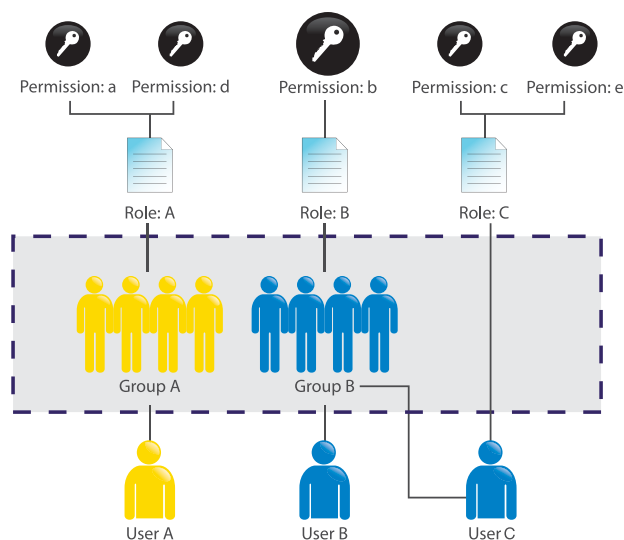 Permission: a
Permission: d
Permission: b
Permission: c
Permission: e
Role: A
Role: B
Role: C
Group A
Group B
User A
User B
User C